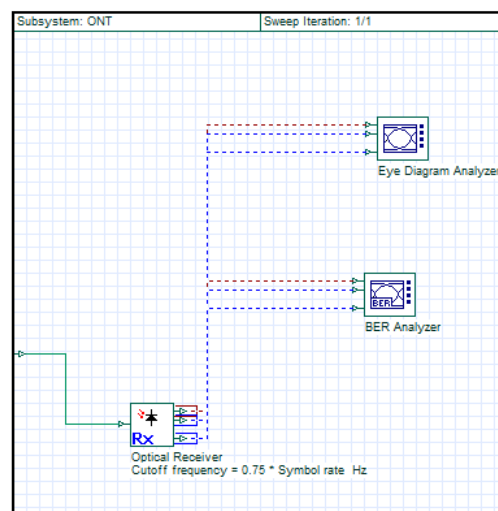 Subsystem: ONT
Sweep Iteration: 1/1
Eye Diagram Analyzer
BER
BER Analyzer
Rx
Optical Receiver
Cutoff frequency = 0.75 * Symbol rate Hz